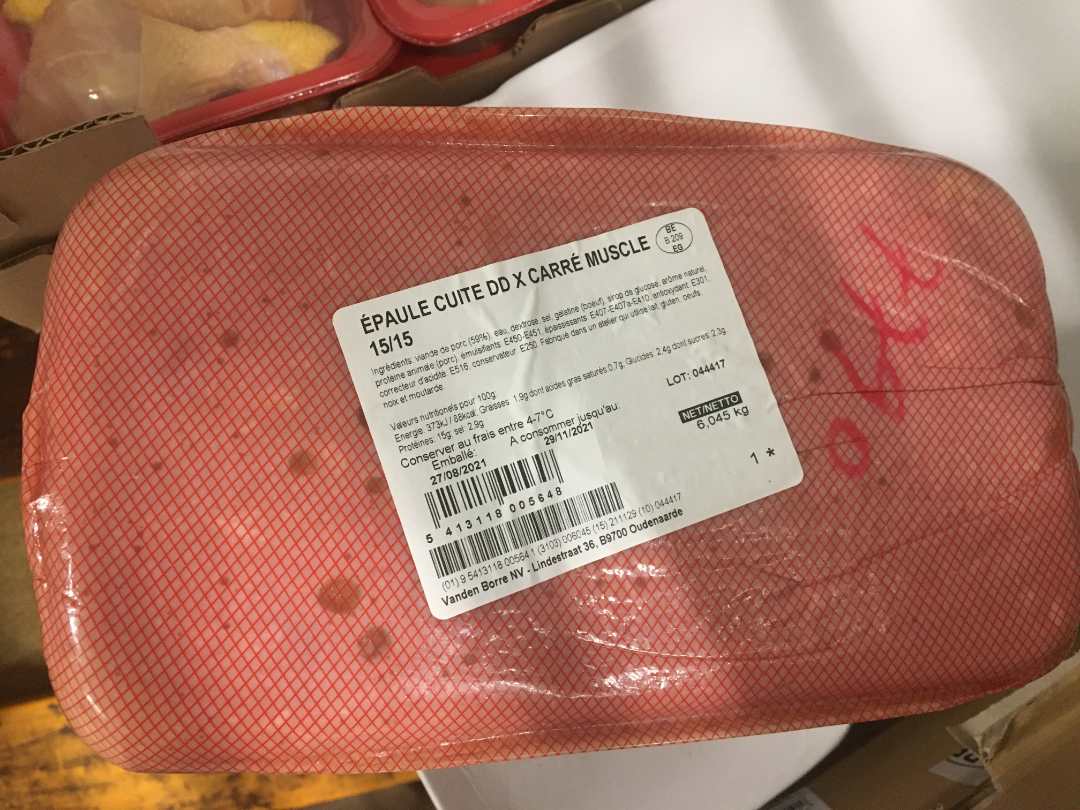 ÉPAULE CUITE DD X CARRÉ MUSCLE
15/15
BE
B 209
EG
Ingrédients: viande de porc (59%), eau, dextrose, sel, gelatine (boeuf), sirop de glucose, arôme naturel,
protéine animale (porc), émulsifiants: E450-E451, épaississants: E407-E407a-E410, antioxydant: E301,
correcteur d'acidité: E516, conservateur: E250. Fabriqué dans un atelier qui utilise lait, gluten, oeufs,
noix et moutarde.
Valeurs nutritionels pour 100g
Energie: 373kJ / 88kcal, Grasses: 1.9g dont acides gras saturés 0.7g, Glucides: 2.4g dont sucres: 2.3g
Protéines: 15g, sel: 2.9g
Conserver au frais entre 4-7°C
LOT: 044417
Emballé:
A consommer jusqu'au:
27/08/2021
29/11/2021
NET/NETTO
6,045 kg
1 *
5 413118 005648
(01) 9 5413118 00564 1 (3103) 006045 (15) 211129 (10) 044417
Vanden Borre NV - Lindestraat 36, B9700 Oudenaarde